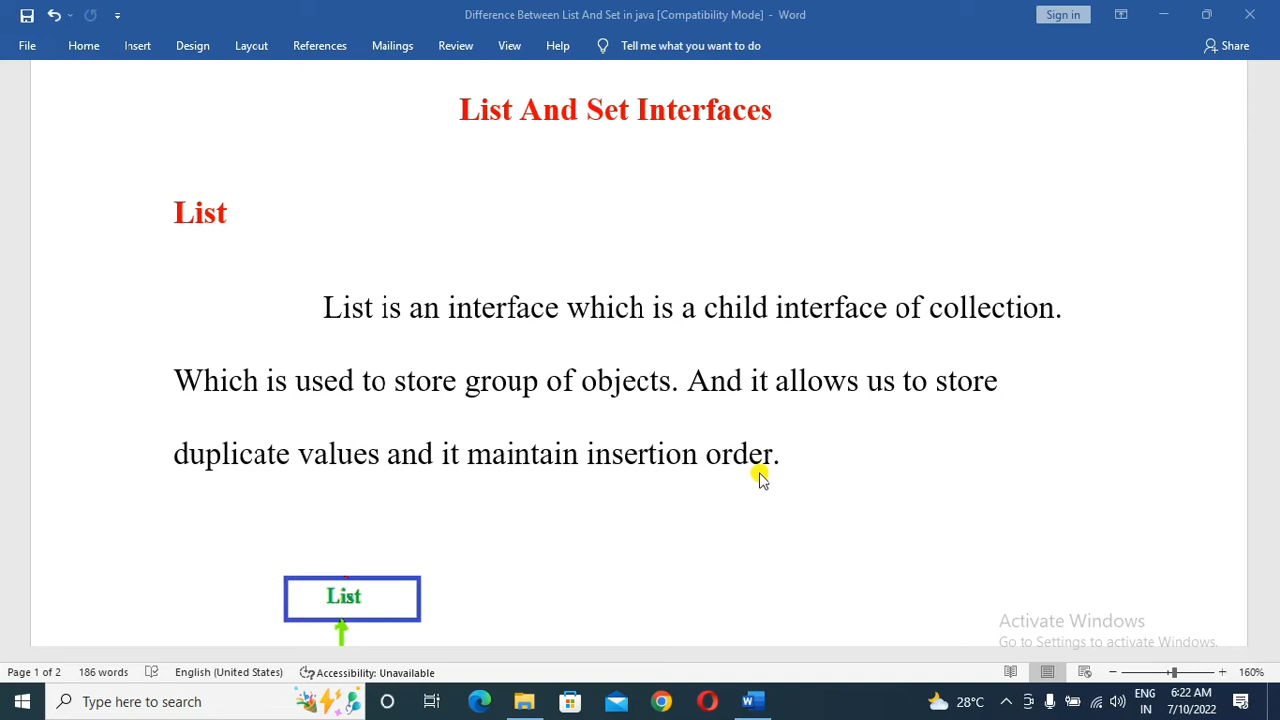 Difference Between List And Set in java [Compatibility Mode] - Word
Sign in
File Home Insert Design Layout References Mailings Review View Help Tell me what you want to do Share
List And Set Interfaces
List
List is an interface which is a child interface of collection.
Which is used to store group of objects. And it allows us to store
duplicate values and it maintain insertion order.
List
Activate Windows
Go to Settings to activate Windows.
Page 1 of 2 186 words English (United States) Accessibility: Unavailable 160%
Type here to search 28°C ENG 6:22 AM
IN 7/10/2022